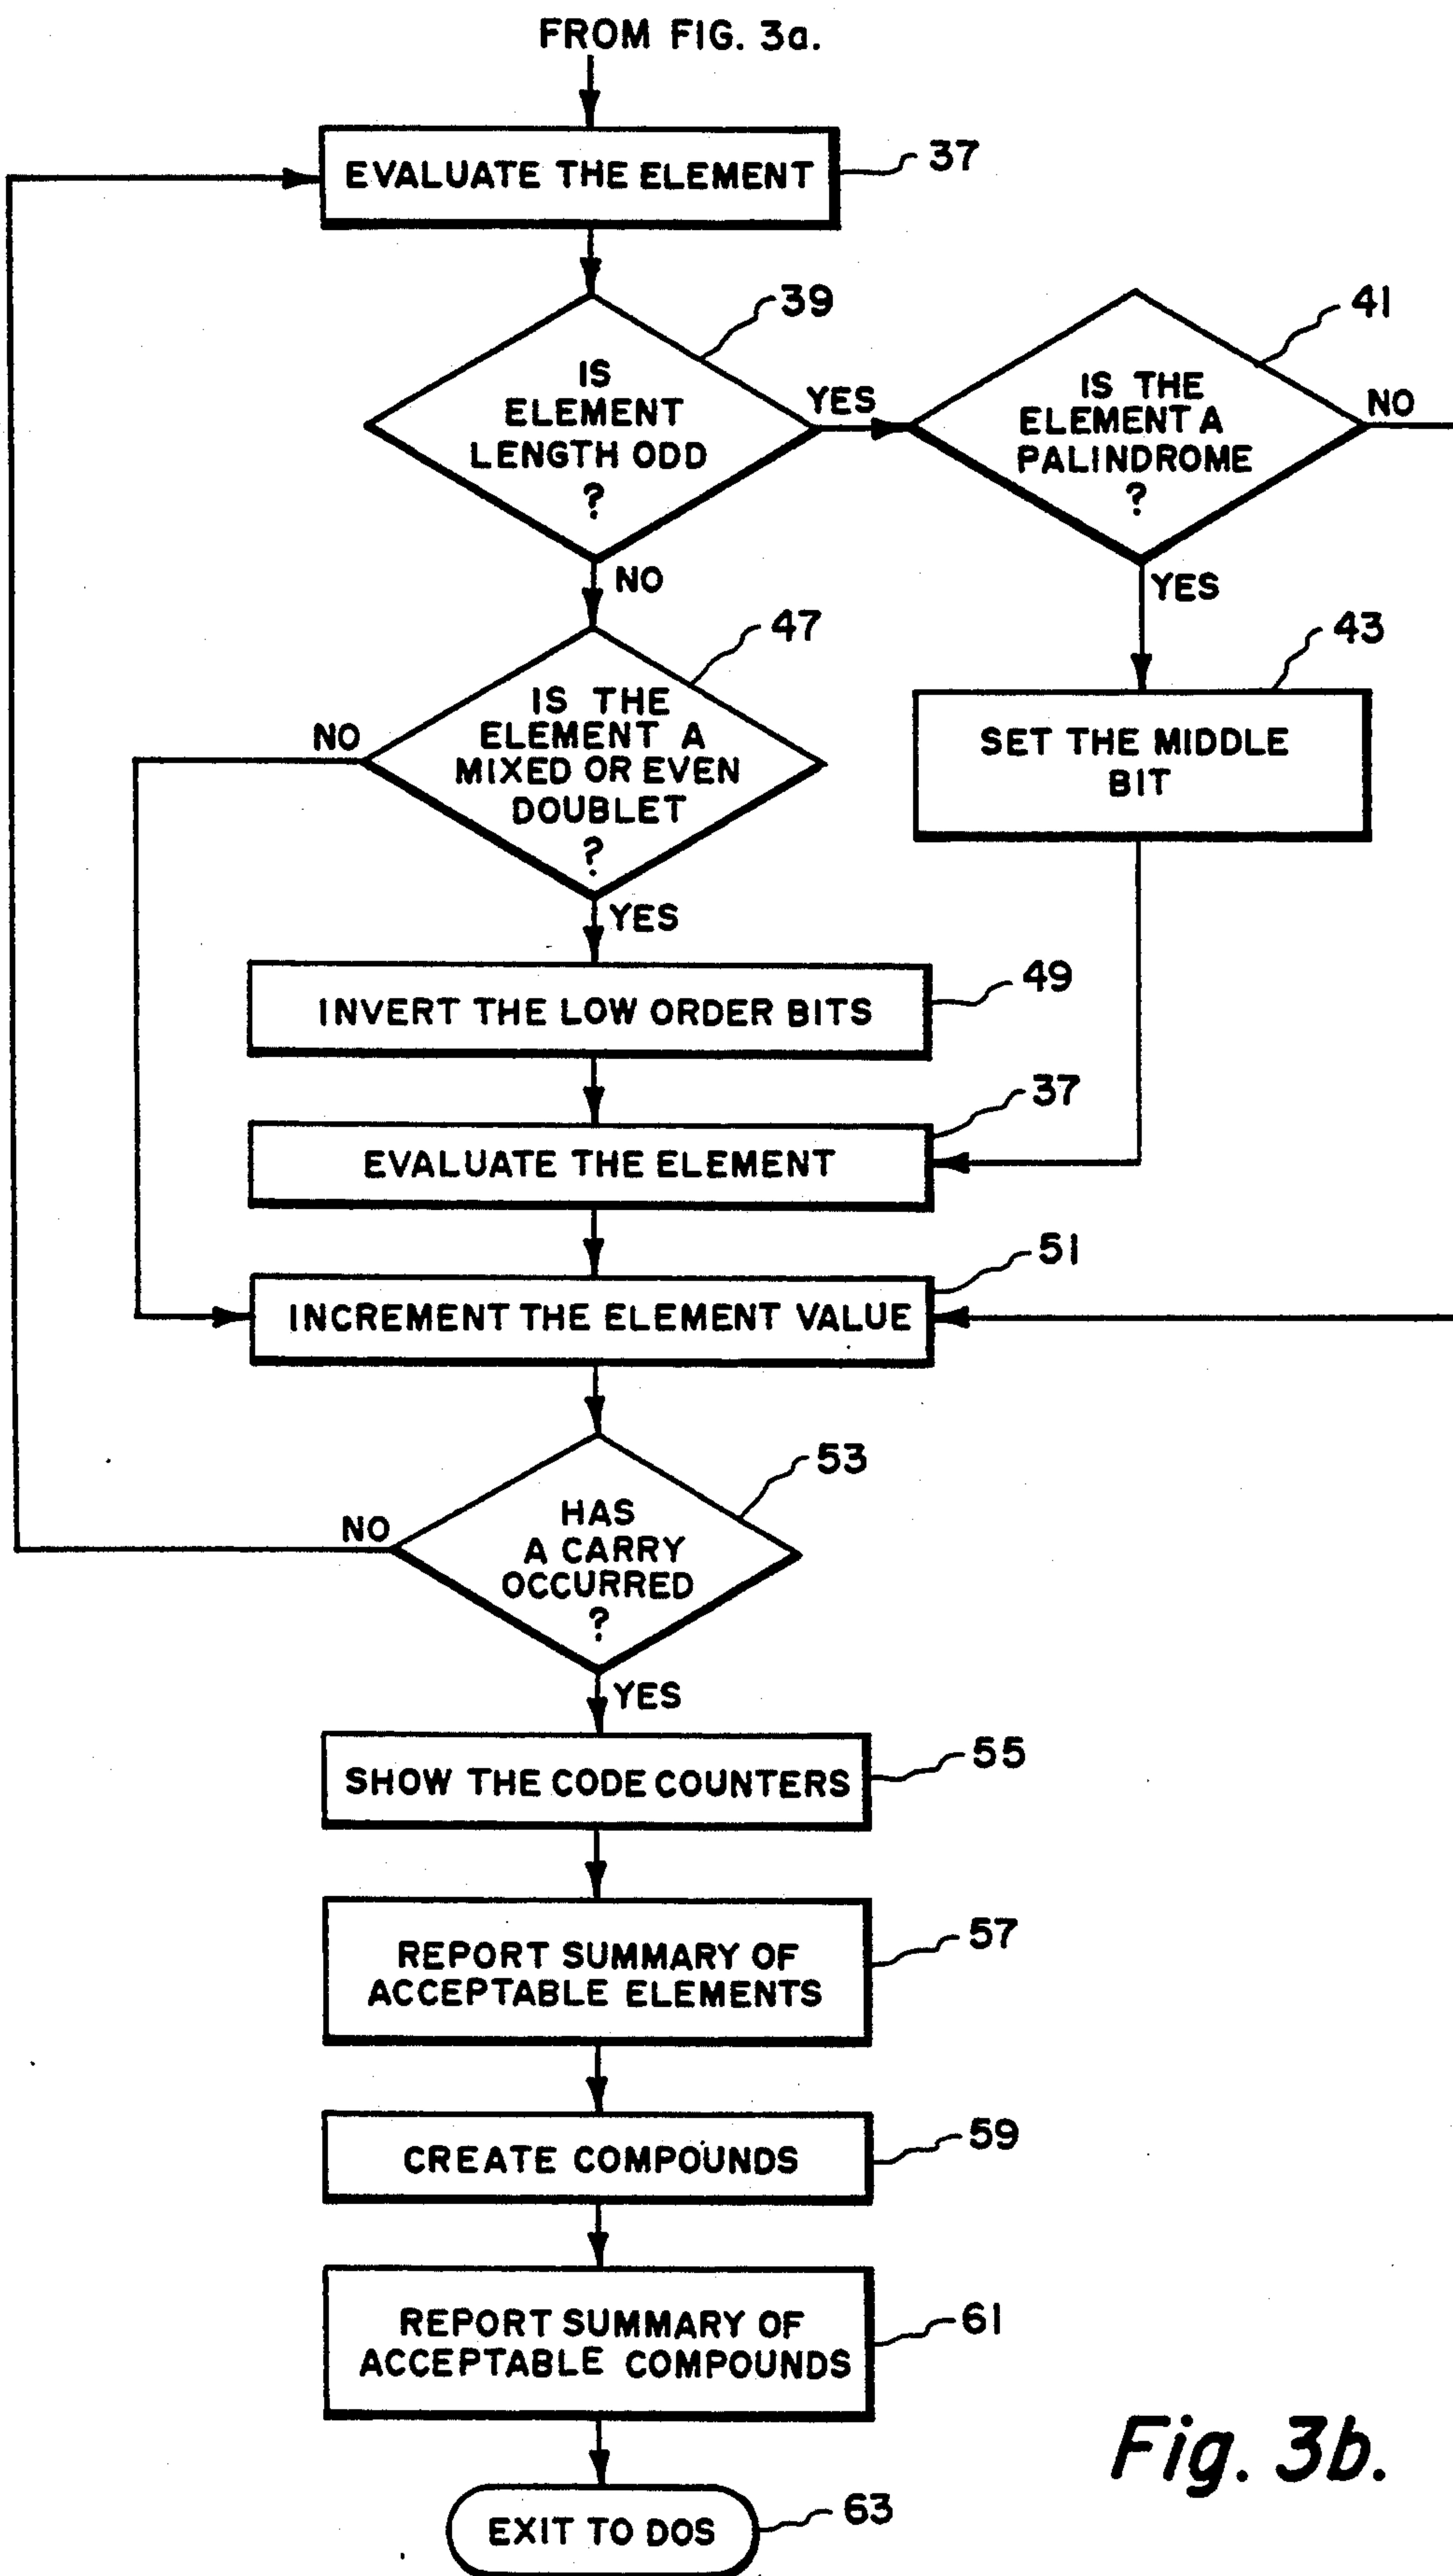 FROM FIG. 3a.
EVALUATE THE ELEMENT
37
39
IS
ELEMENT
LENGTH ODD
?
YES
41
IS THE
ELEMENT A
PALINDROME
?
NO
NO
YES
47
IS THE
ELEMENT A
MIXED OR EVEN
DOUBLET
?
NO
43
SET THE MIDDLE
BIT
YES
INVERT THE LOW ORDER BITS
49
EVALUATE THE ELEMENT
37
INCREMENT THE ELEMENT VALUE
51
53
HAS
A CARRY
OCCURRED
?
NO
YES
SHOW THE CODE COUNTERS
55
REPORT SUMMARY OF
ACCEPTABLE ELEMENTS
57
CREATE COMPOUNDS
59
REPORT SUMMARY OF
ACCEPTABLE COMPOUNDS
61
EXIT TO DOS
63
Fig. 3b.